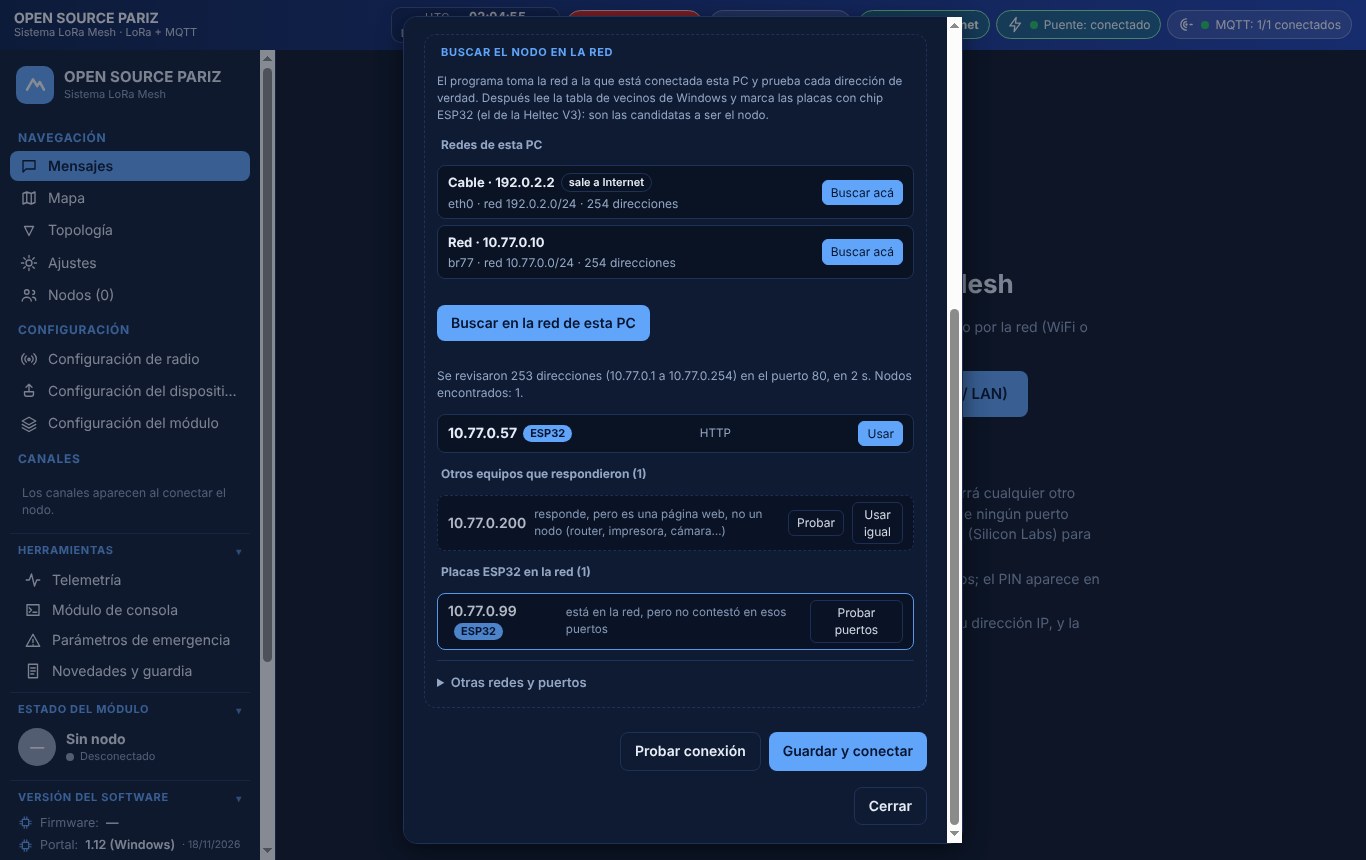 OPEN SOURCE PARIZ
Sistema LoRa Mesh · LoRa + MQTT
UTC 02:04:55
net
Puente: conectado
MQTT: 1/1 conectados
OPEN SOURCE PARIZ
Sistema LoRa Mesh
NAVEGACIÓN
Mensajes
Mapa
Topología
Ajustes
Nodos (0)
CONFIGURACIÓN
Configuración de radio
Configuración del dispositi...
Configuración del módulo
CANALES
Los canales aparecen al conectar el
nodo.
HERRAMIENTAS
Telemetría
Módulo de consola
Parámetros de emergencia
Novedades y guardia
ESTADO DEL MÓDULO
Sin nodo
Desconectado
VERSIÓN DEL SOFTWARE
Firmware: —
Portal: 1.12 (Windows) · 18/11/2026
BUSCAR EL NODO EN LA RED
El programa toma la red a la que está conectada esta PC y prueba cada dirección de
verdad. Después lee la tabla de vecinos de Windows y marca las placas con chip
ESP32 (el de la Heltec V3): son las candidatas a ser el nodo.
Redes de esta PC
Cable · 192.0.2.2 sale a Internet
eth0 · red 192.0.2.0/24 · 254 direcciones
Buscar acá
Red · 10.77.0.10
br77 · red 10.77.0.0/24 · 254 direcciones
Buscar acá
Buscar en la red de esta PC
Se revisaron 253 direcciones (10.77.0.1 a 10.77.0.254) en el puerto 80, en 2 s. Nodos
encontrados: 1.
10.77.0.57 ESP32 HTTP Usar
Otros equipos que respondieron (1)
10.77.0.200
responde, pero es una página web, no un
nodo (router, impresora, cámara...)
Probar
Usar
igual
Placas ESP32 en la red (1)
10.77.0.99
ESP32
está en la red, pero no contestó en esos
puertos
Probar
puertos
Otras redes y puertos
Probar conexión
Guardar y conectar
Cerrar
esh
o por la red (WiFi o
/ LAN)
rrá cualquier otro
e ningún puerto
(Silicon Labs) para
os; el PIN aparece en
u dirección IP, y la